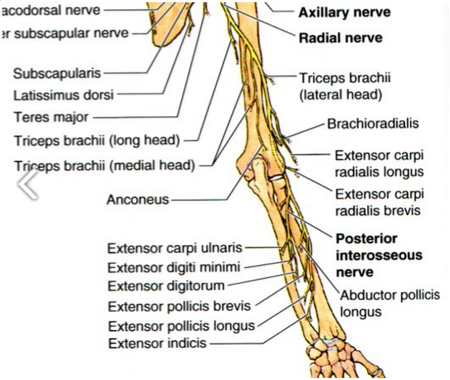 acodorsal nerve
er subscapular nerve
Subscapularis
Latissimus dorsi
Teres major
Triceps brachii (long head)
Triceps brachii (medial head)
Anconeus
Extensor carpi ulnaris
Extensor digiti minimi
Extensor digitorum
Extensor pollicis brevis
Extensor pollicis longus
Extensor indicis
Axillary nerve
Radial nerve
Triceps brachii
(lateral head)
Brachioradialis
Extensor carpi
radialis longus
Extensor carpi
radialis brevis
Posterior
interosseous
nerve
Abductor pollicis
longus